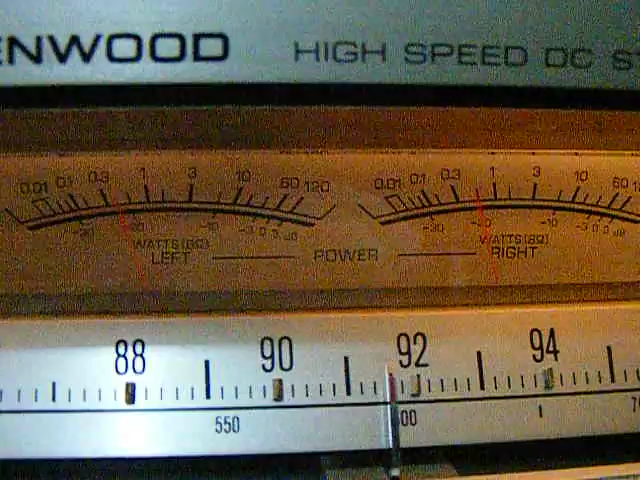 ENWOOD HIGH SPEED DC S
0.01 0.1 0.3 1 3 10 60 120 0.01 0.1 0.3 1 3 10 60
-20 -10 -3 0 3 dB -30 -20 -10 -3 0 3 dB
WATTS(8Ω) WATTS(8Ω)
LEFT POWER RIGHT
88 90 92 94
550 00 7